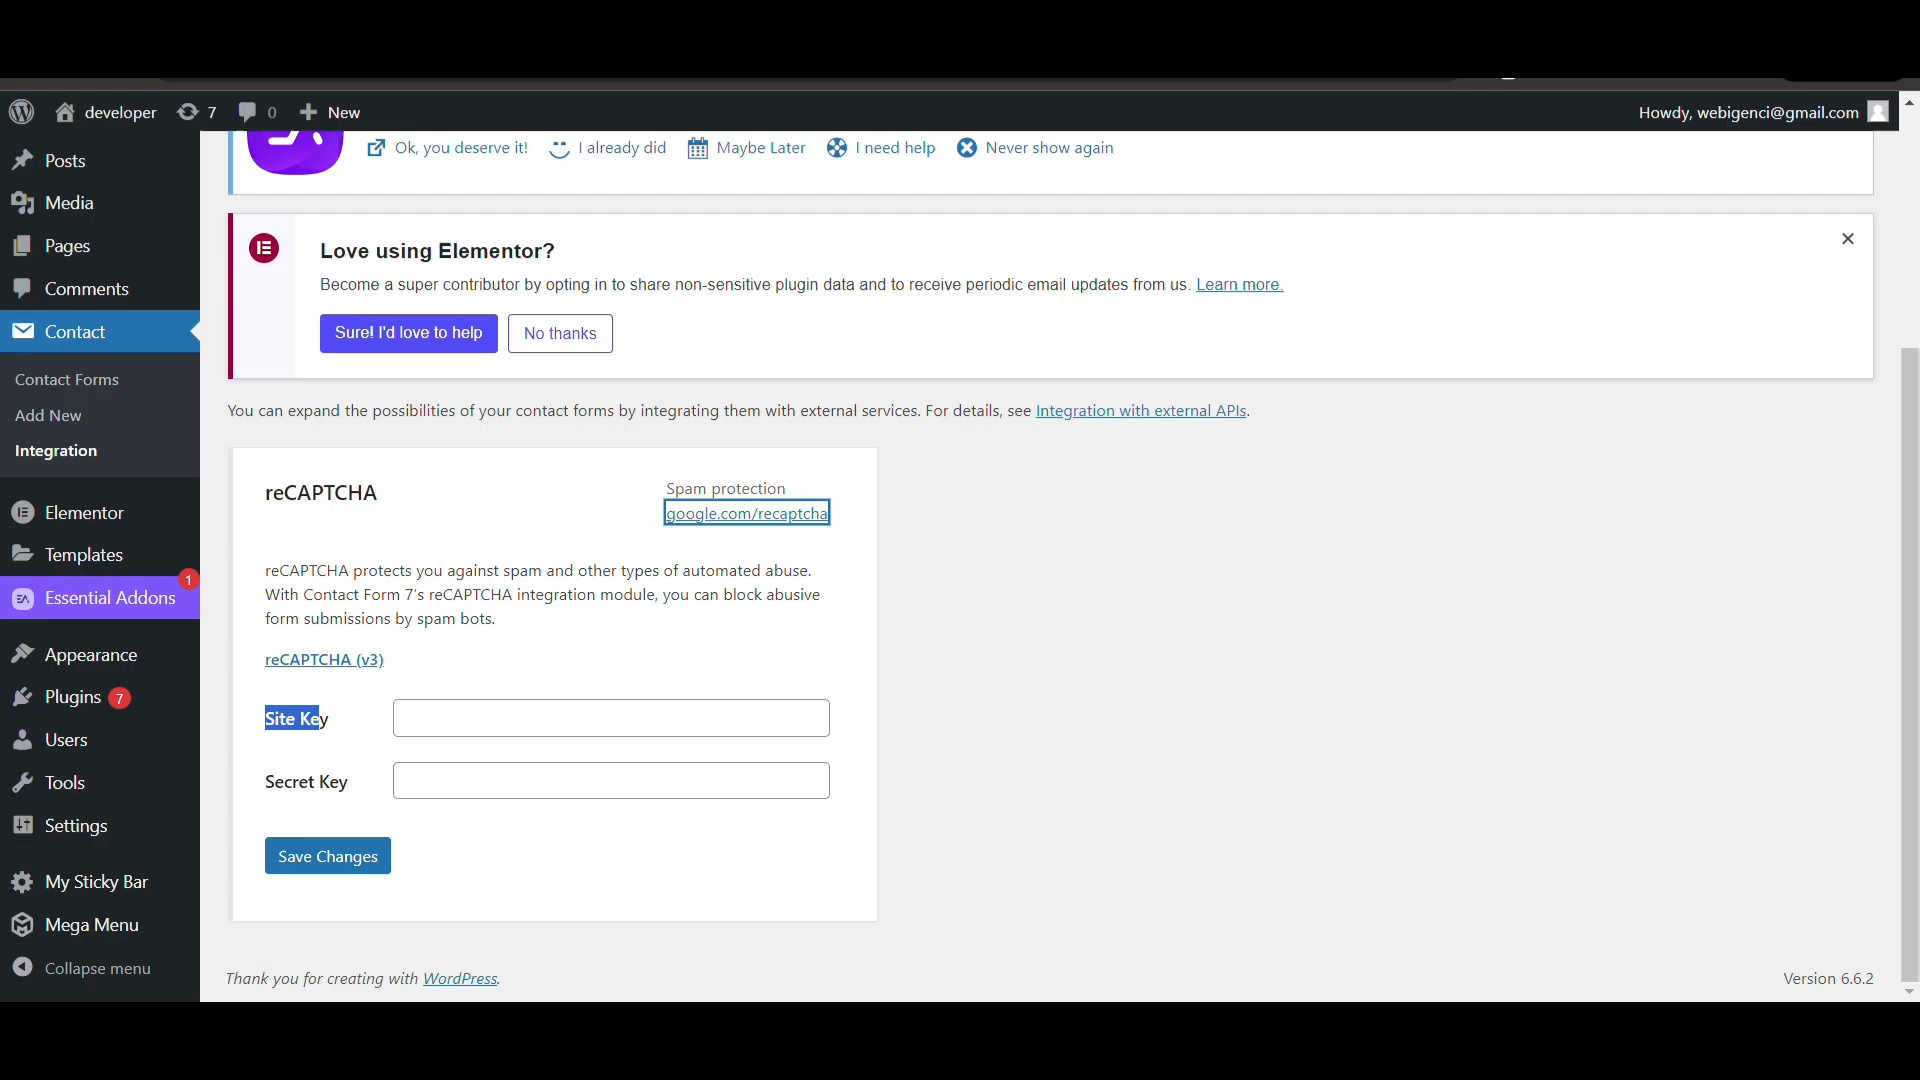 developer 7 0 New Howdy, webigenci@gmail.com
Posts
Media
Pages
Comments
Contact
Contact Forms
Add New
Integration
Elementor
Templates
1
Essential Addons
Appearance
Plugins 7
Users
Tools
Settings
My Sticky Bar
Mega Menu
Collapse menu
Ok, you deserve it! I already did Maybe Later I need help Never show again
Love using Elementor?
Become a super contributor by opting in to share non-sensitive plugin data and to receive periodic email updates from us. Learn more.
Sure! I'd love to help No thanks
You can expand the possibilities of your contact forms by integrating them with external services. For details, see Integration with external APIs.
reCAPTCHA
Spam protection
google.com/recaptcha
reCAPTCHA protects you against spam and other types of automated abuse.
With Contact Form 7's reCAPTCHA integration module, you can block abusive
form submissions by spam bots.
reCAPTCHA (v3)
Site Key
Secret Key
Save Changes
Thank you for creating with WordPress. Version 6.6.2